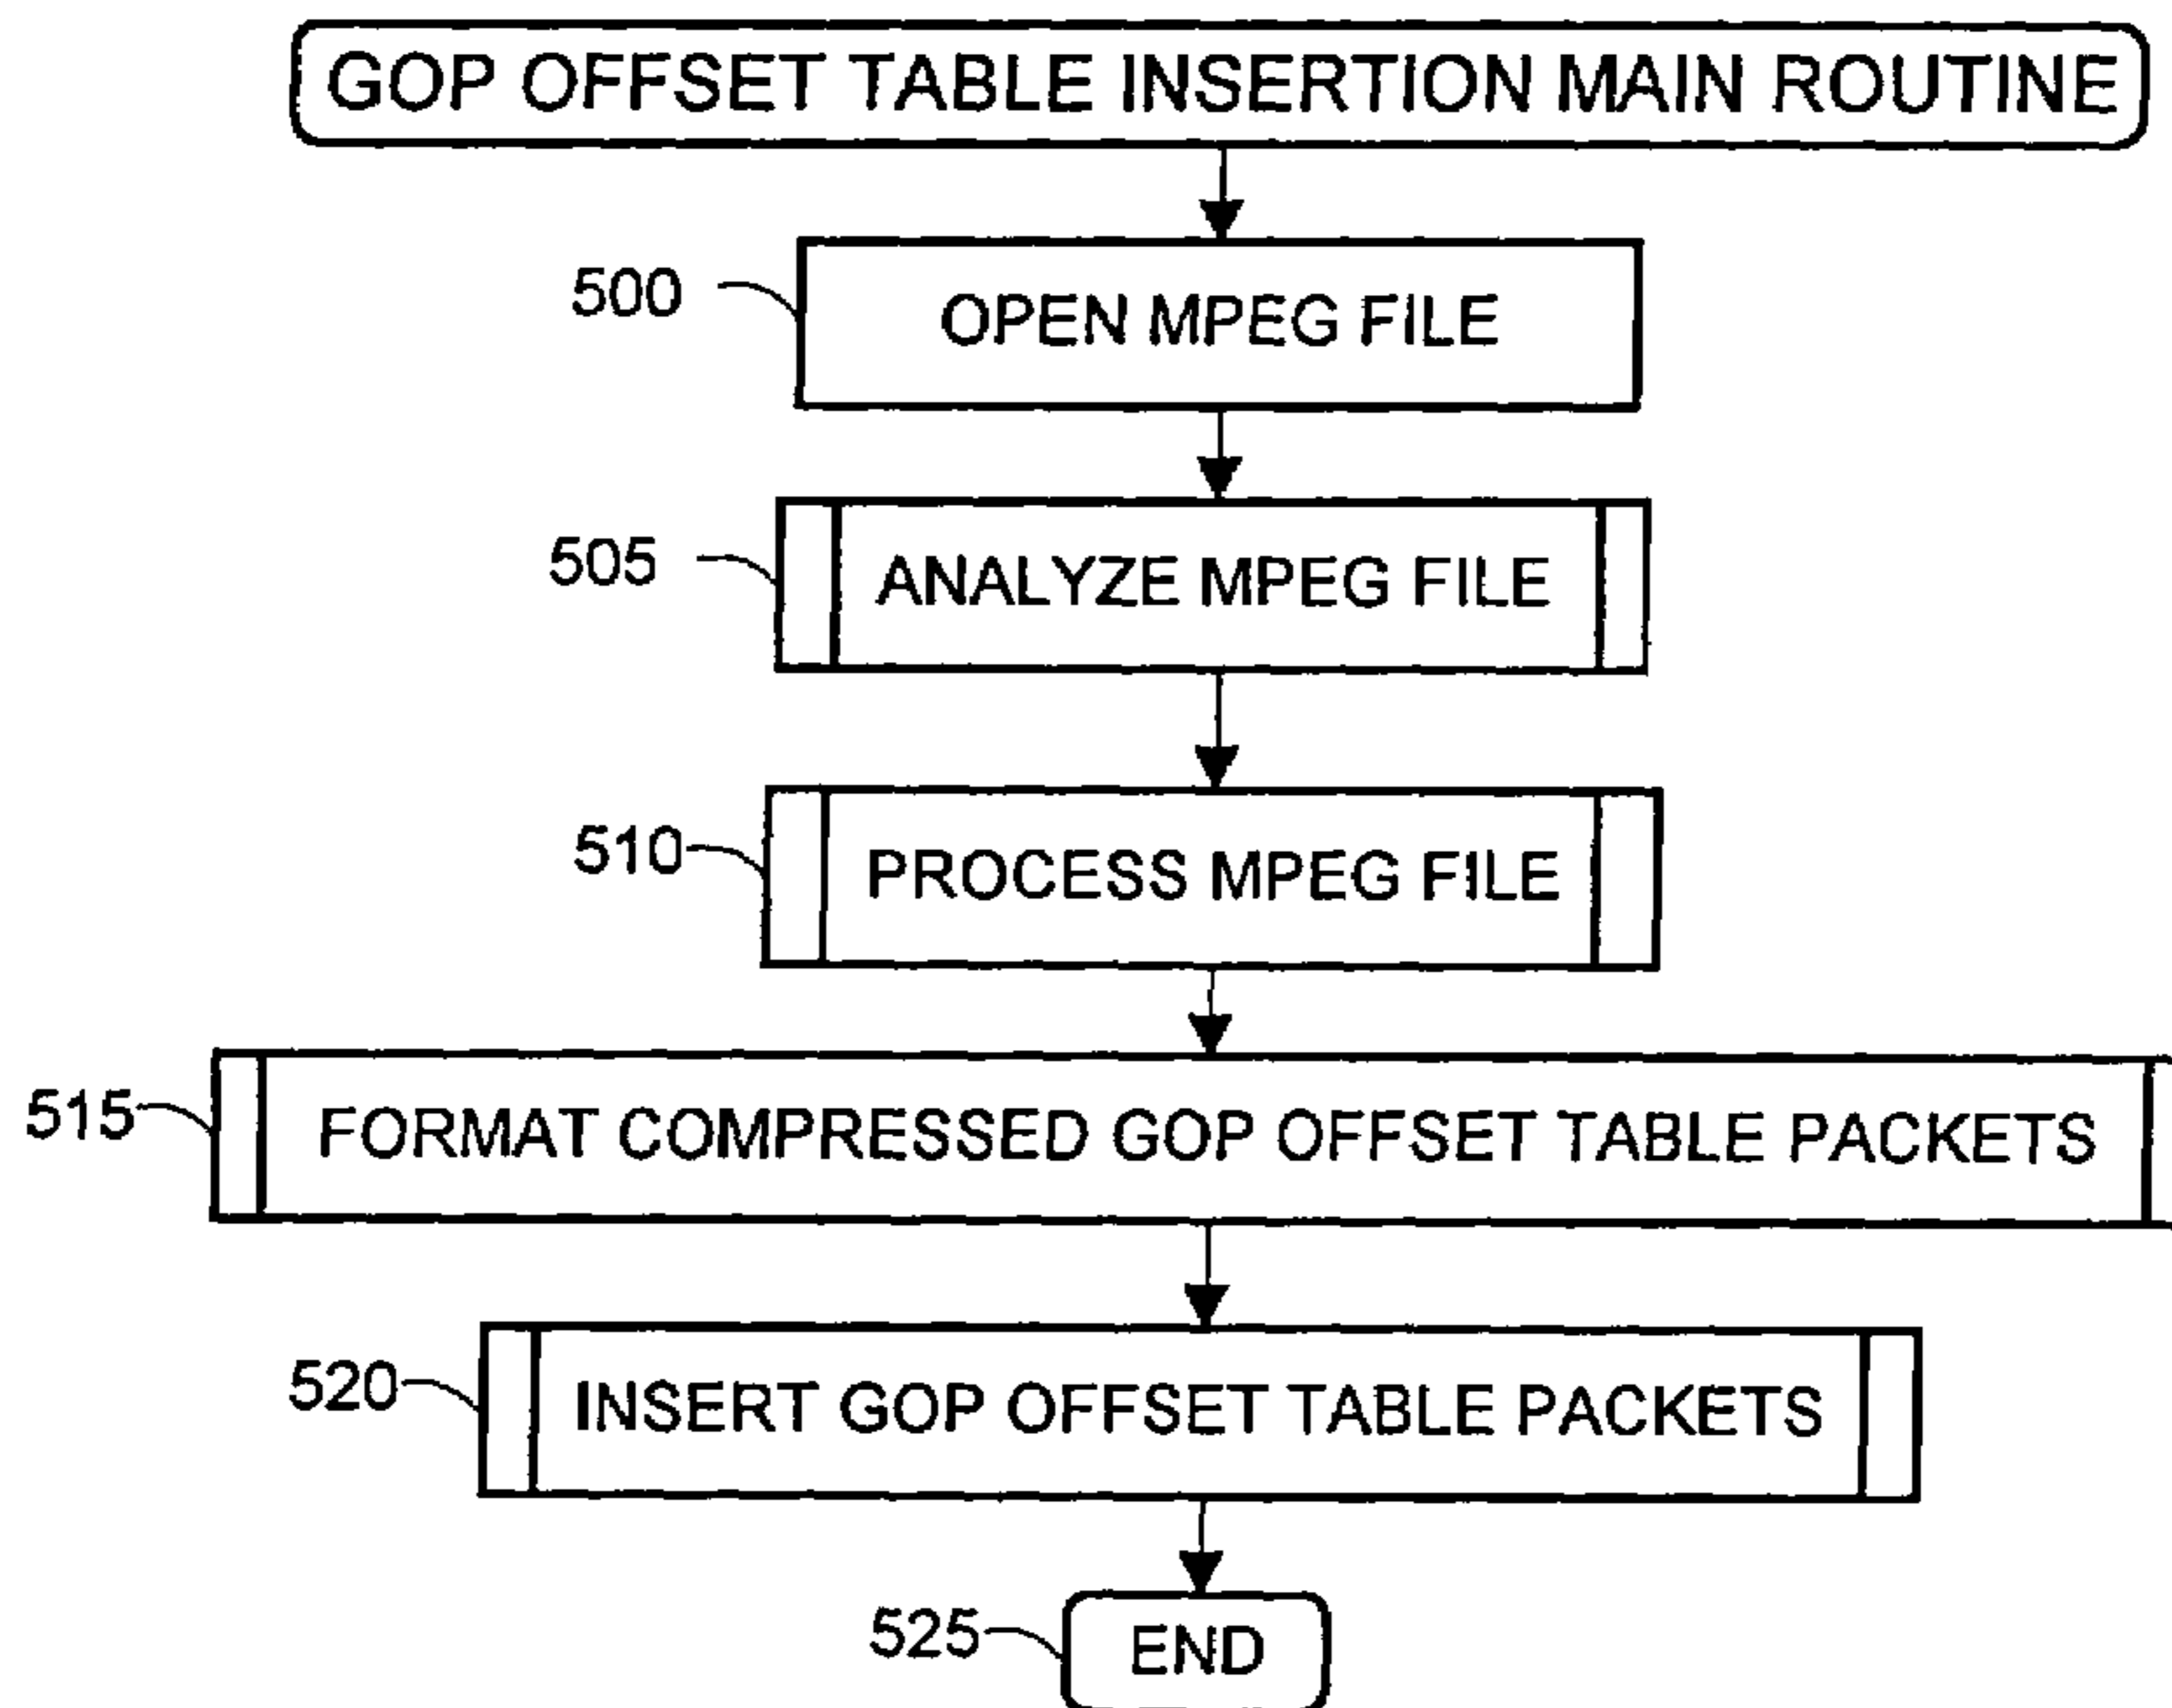 GOP OFFSET TABLE INSERTION MAIN ROUTINE
500
OPEN MPEG FILE
505
ANALYZE MPEG FILE
510
PROCESS MPEG FILE
515
FORMAT COMPRESSED GOP OFFSET TABLE PACKETS
520
INSERT GOP OFFSET TABLE PACKETS
525
END